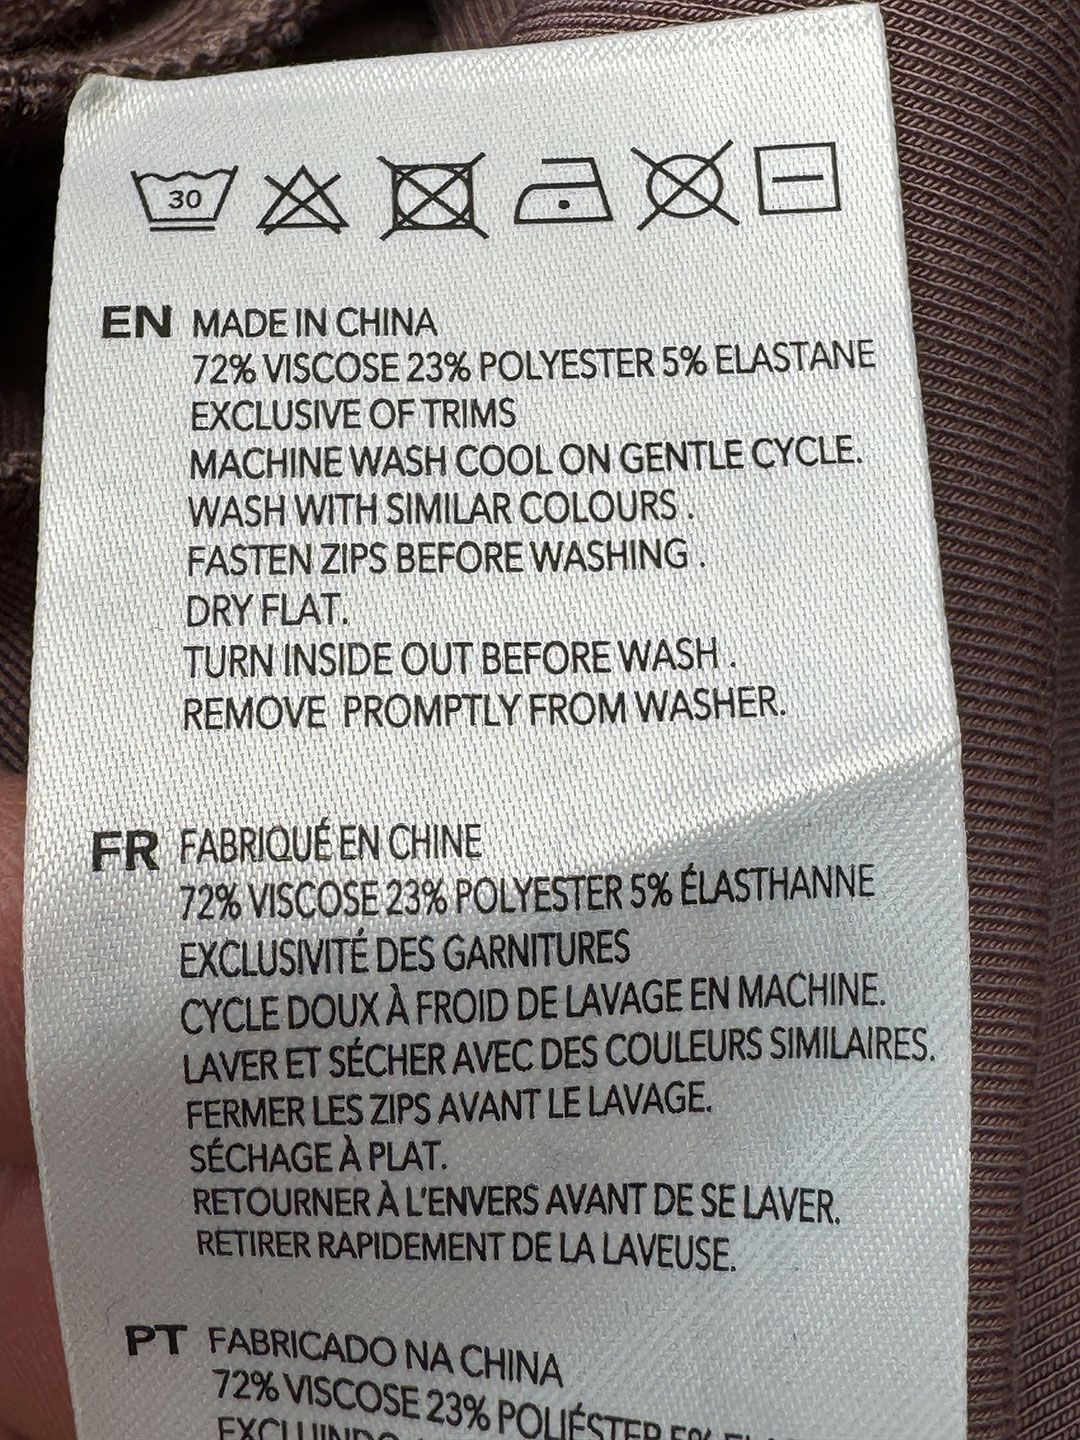 30
EN MADE IN CHINA
72% VISCOSE 23% POLYESTER 5% ELASTANE
EXCLUSIVE OF TRIMS
MACHINE WASH COOL ON GENTLE CYCLE.
WASH WITH SIMILAR COLOURS .
FASTEN ZIPS BEFORE WASHING .
DRY FLAT.
TURN INSIDE OUT BEFORE WASH .
REMOVE PROMPTLY FROM WASHER.
FR FABRIQUÉ EN CHINE
72% VISCOSE 23% POLYESTER 5% ÉLASTHANNE
EXCLUSIVITÉ DES GARNITURES
CYCLE DOUX À FROID DE LAVAGE EN MACHINE.
LAVER ET SÉCHER AVEC DES COULEURS SIMILAIRES.
FERMER LES ZIPS AVANT LE LAVAGE.
SÉCHAGE À PLAT.
RETOURNER À L'ENVERS AVANT DE SE LAVER.
RETIRER RAPIDEMENT DE LA LAVEUSE.
PT FABRICADO NA CHINA
72% VISCOSE 23% POLIÉSTER 5%